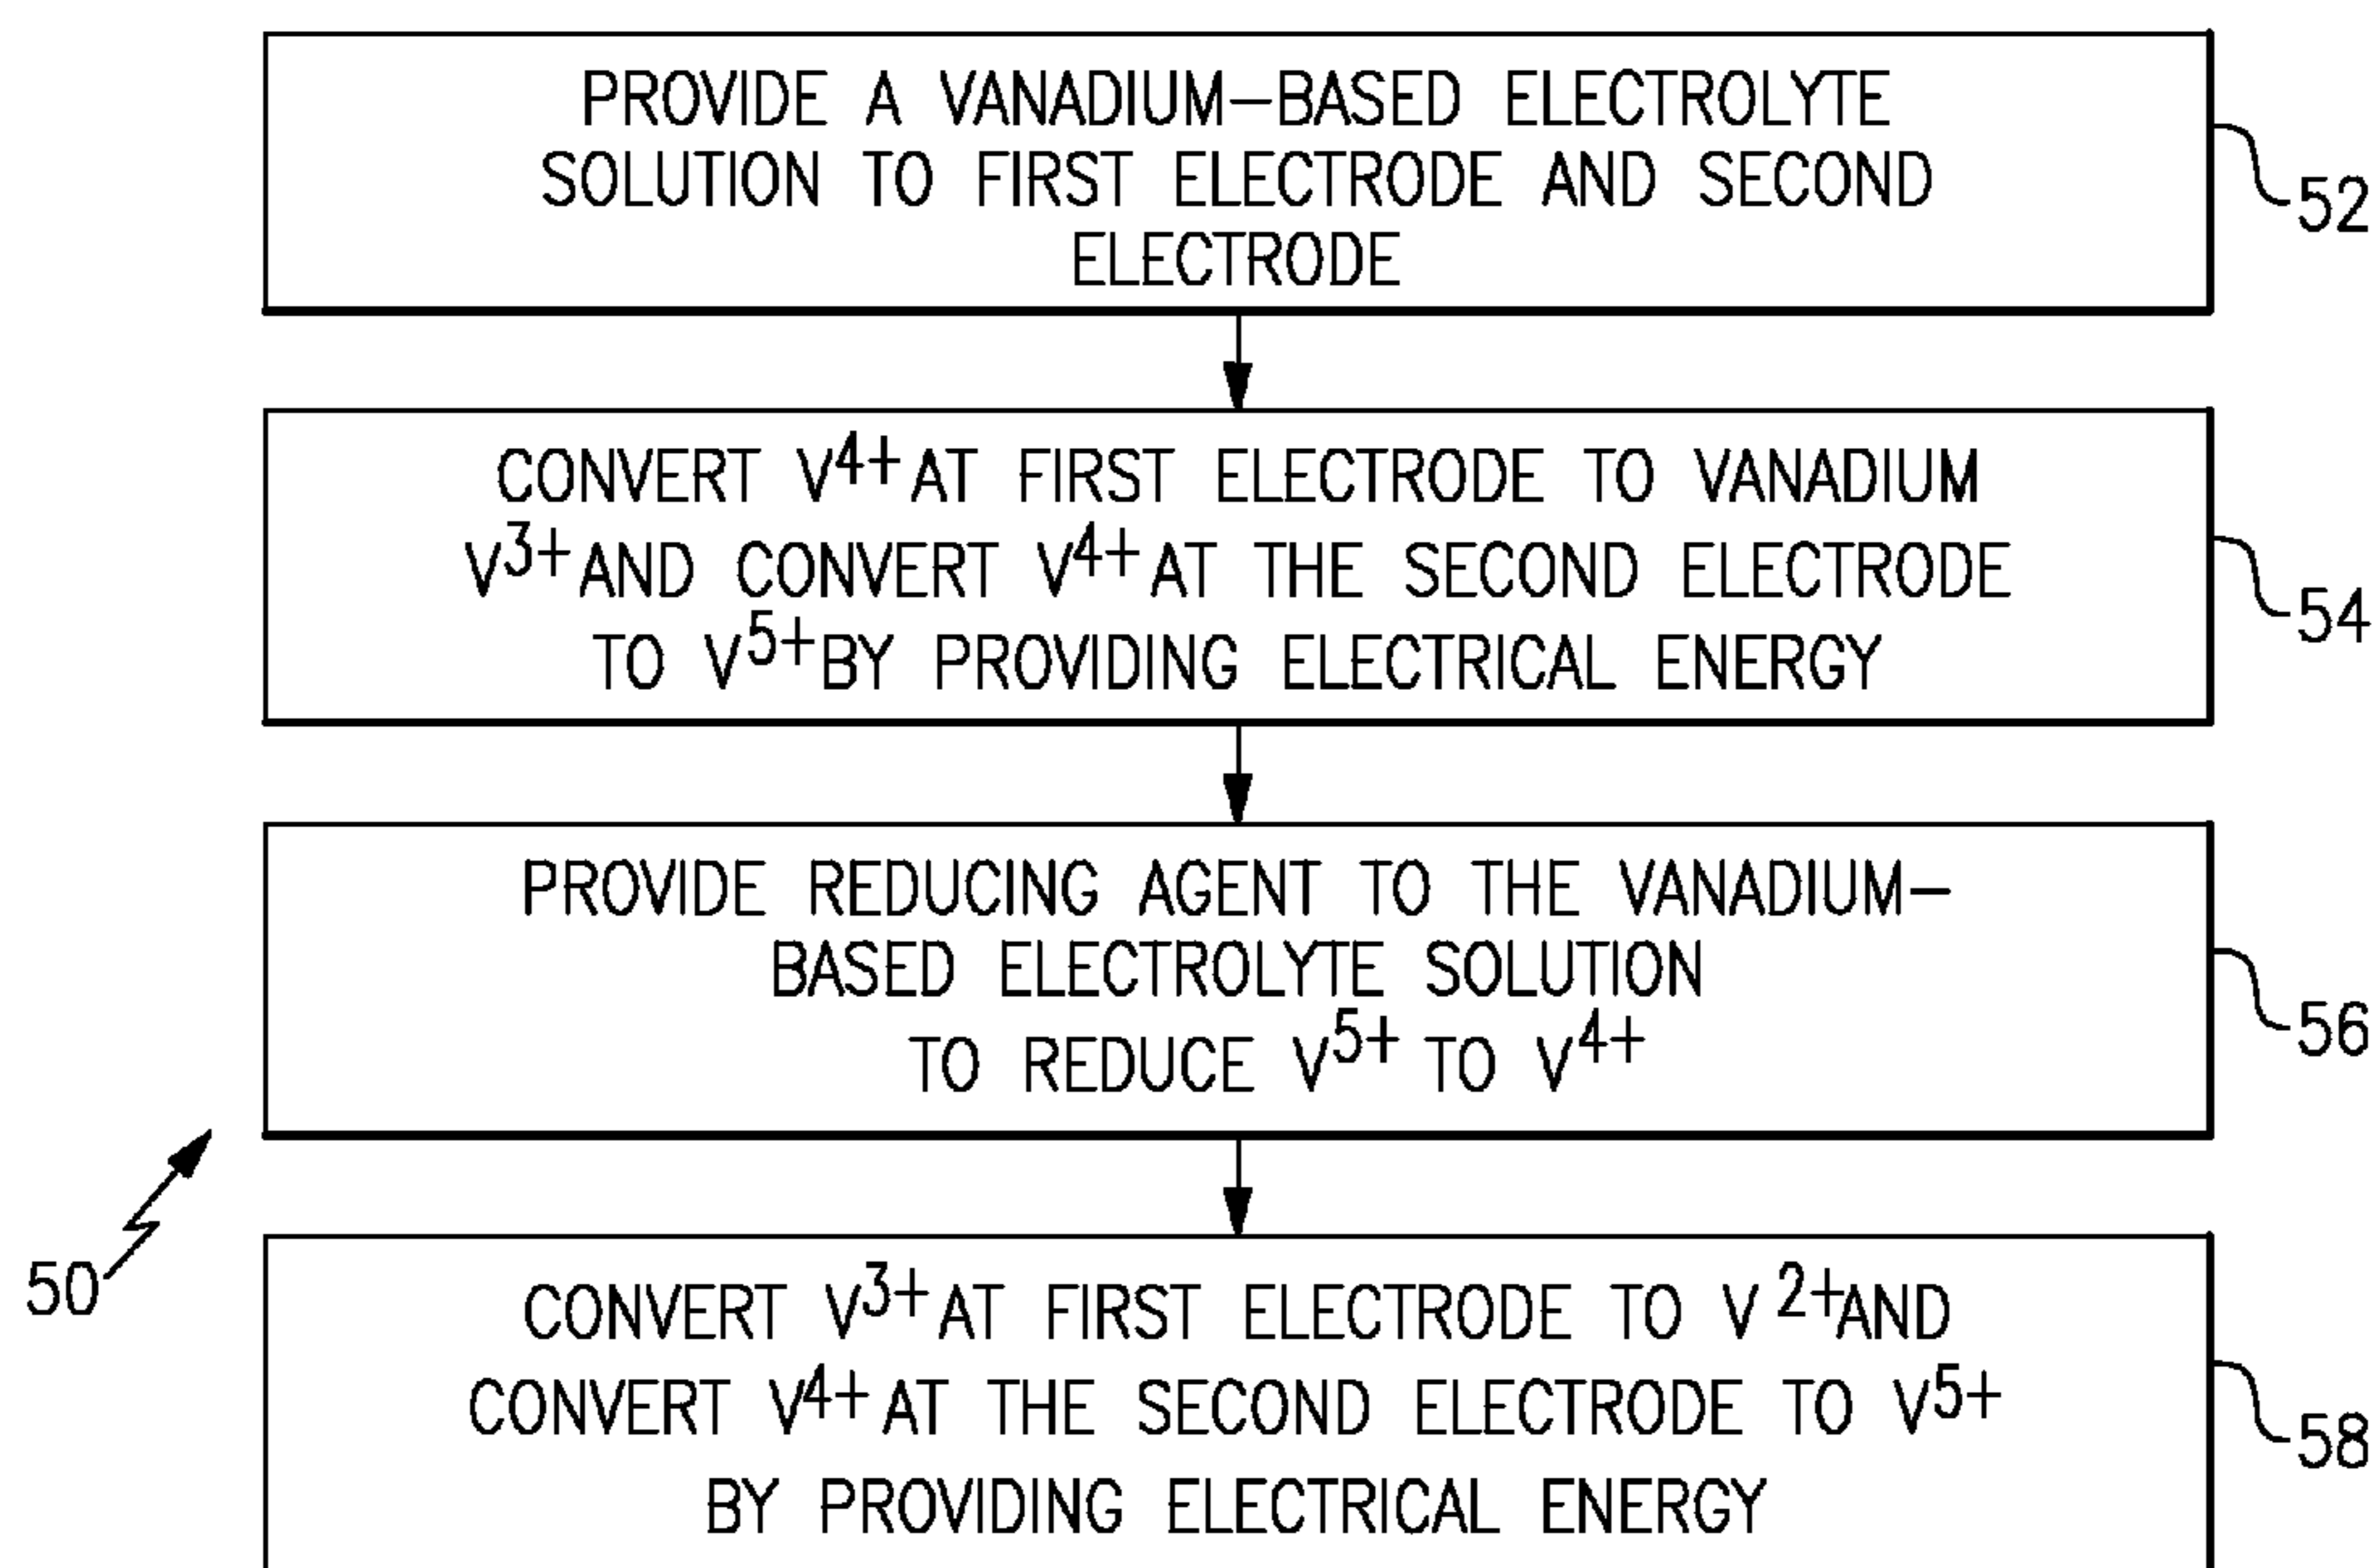 PROVIDE A VANADIUM-BASED ELECTROLYTE
SOLUTION TO FIRST ELECTRODE AND SECOND
ELECTRODE
52
CONVERT V⁴⁺ AT FIRST ELECTRODE TO VANADIUM
V³⁺ AND CONVERT V⁴⁺ AT THE SECOND ELECTRODE
TO V⁵⁺ BY PROVIDING ELECTRICAL ENERGY
54
PROVIDE REDUCING AGENT TO THE VANADIUM-
BASED ELECTROLYTE SOLUTION
TO REDUCE V⁵⁺ TO V⁴⁺
56
50
CONVERT V³⁺ AT FIRST ELECTRODE TO V²⁺ AND
CONVERT V⁴⁺ AT THE SECOND ELECTRODE TO V⁵⁺
BY PROVIDING ELECTRICAL ENERGY
58